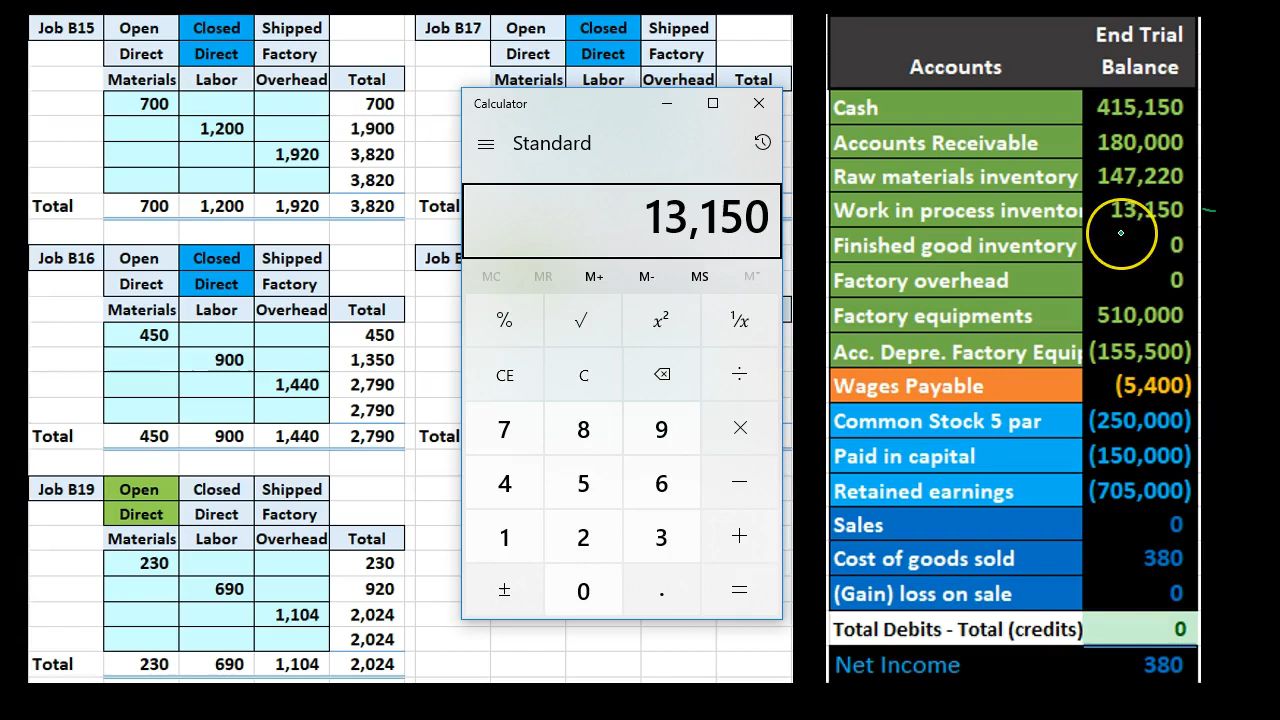 Job B15 Open Closed Shipped
Direct Direct Factory
Materials Labor Overhead Total
700 700
1,200 1,900
1,920 3,820
3,820
Total 700 1,200 1,920 3,820
Job B16 Open Closed Shipped
Direct Direct Factory
Materials Labor Overhead Total
450 450
900 1,350
1,440 2,790
2,790
Total 450 900 1,440 2,790
Job B19 Open Closed Shipped
Direct Direct Factory
Materials Labor Overhead Total
230 230
690 920
1,104 2,024
2,024
Total 230 690 1,104 2,024
Job B17 Open Closed Shipped
Direct Direct Factory
Materials Labor Overhead Total
Total
Total
Calculator
Standard
13,150
MC MR M+ M- MS M˅
% √ x² ¹/x
CE C ÷
7 8 9 ×
4 5 6 −
1 2 3 +
± 0 . =
End Trial
Accounts Balance
Cash 415,150
Accounts Receivable 180,000
Raw materials inventory 147,220
Work in process inventor 13,150
Finished good inventory 0
Factory overhead 0
Factory equipments 510,000
Acc. Depre. Factory Equip (155,500)
Wages Payable (5,400)
Common Stock 5 par (250,000)
Paid in capital (150,000)
Retained earnings (705,000)
Sales 0
Cost of goods sold 380
(Gain) loss on sale 0
Total Debits - Total (credits) 0
Net Income 380